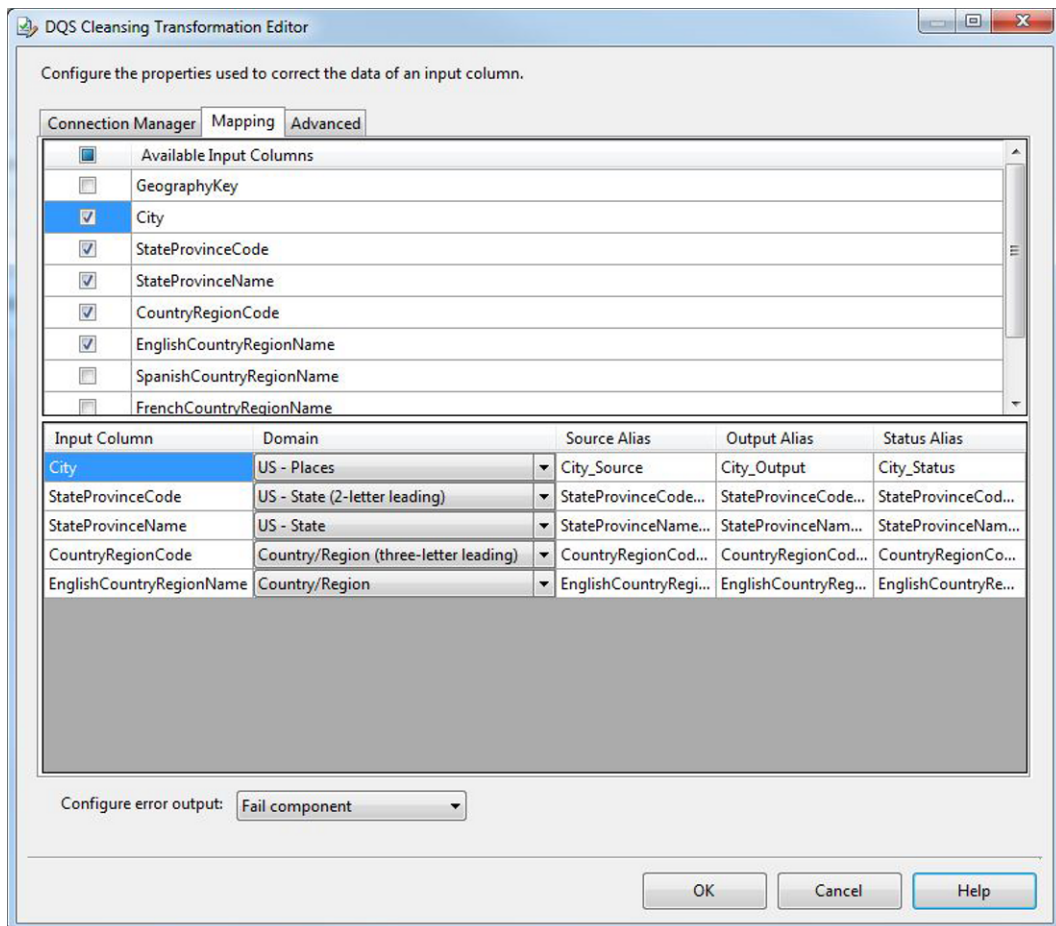 DQS Cleansing Transformation Editor
Configure the properties used to correct the data of an input column.
Connection Manager Mapping Advanced
Available Input Columns
GeographyKey
City
StateProvinceCode
StateProvinceName
CountryRegionCode
EnglishCountryRegionName
SpanishCountryRegionName
FrenchCountryRegionName
Input Column Domain Source Alias Output Alias Status Alias
City US - Places City_Source City_Output City_Status
StateProvinceCode US - State (2-letter leading) StateProvinceCode... StateProvinceCode... StateProvinceCod...
StateProvinceName US - State StateProvinceName... StateProvinceNam... StateProvinceNam...
CountryRegionCode Country/Region (three-letter leading) CountryRegionCod... CountryRegionCod... CountryRegionCo...
EnglishCountryRegionName Country/Region EnglishCountryRegi... EnglishCountryReg... EnglishCountryRe...
Configure error output: Fail component
OK Cancel Help